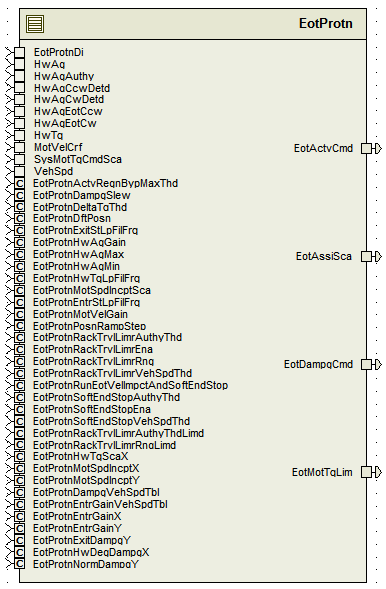 EotProtn
EotProtnDi
HwAg
HwAgAuthy
HwAgCcwDetd
HwAgCwDetd
HwAgEotCcw
HwAgEotCw
HwTq
MotVelCrf
SysMotTqCmdSca
VehSpd
C EotProtnActvRegnBypMaxThd
C EotProtnDampgSlew
C EotProtnDeltaTqThd
C EotProtnDftPosn
C EotProtnExitStLpFilFrq
C EotProtnHwAgGain
C EotProtnHwAgMax
C EotProtnHwAgMin
C EotProtnHwTqLpFilFrq
C EotProtnMotSpdIncptSca
C EotProtnEntrStLpFilFrq
C EotProtnMotVelGain
C EotProtnPosnRampStep
C EotProtnRackTrvlLimrAuthyThd
C EotProtnRackTrvlLimrEna
C EotProtnRackTrvlLimrRng
C EotProtnRackTrvlLimrVehSpdThd
C EotProtnRunEotVelImpctAndSoftEndStop
C EotProtnSoftEndStopAuthyThd
C EotProtnSoftEndStopEna
C EotProtnSoftEndStopVehSpdThd
C EotProtnRackTrvlLimrAuthyThdLimd
C EotProtnRackTrvlLimrRngLimd
C EotProtnHwTqScaX
C EotProtnMotSpdIncptX
C EotProtnMotSpdIncptY
C EotProtnDampgVehSpdTbl
C EotProtnEntrGainVehSpdTbl
C EotProtnEntrGainX
C EotProtnEntrGainY
C EotProtnExitDampgY
C EotProtnHwDegDampgX
C EotProtnNormDampgY
EotActvCmd
EotAssiSca
EotDampgCmd
EotMotTqLim